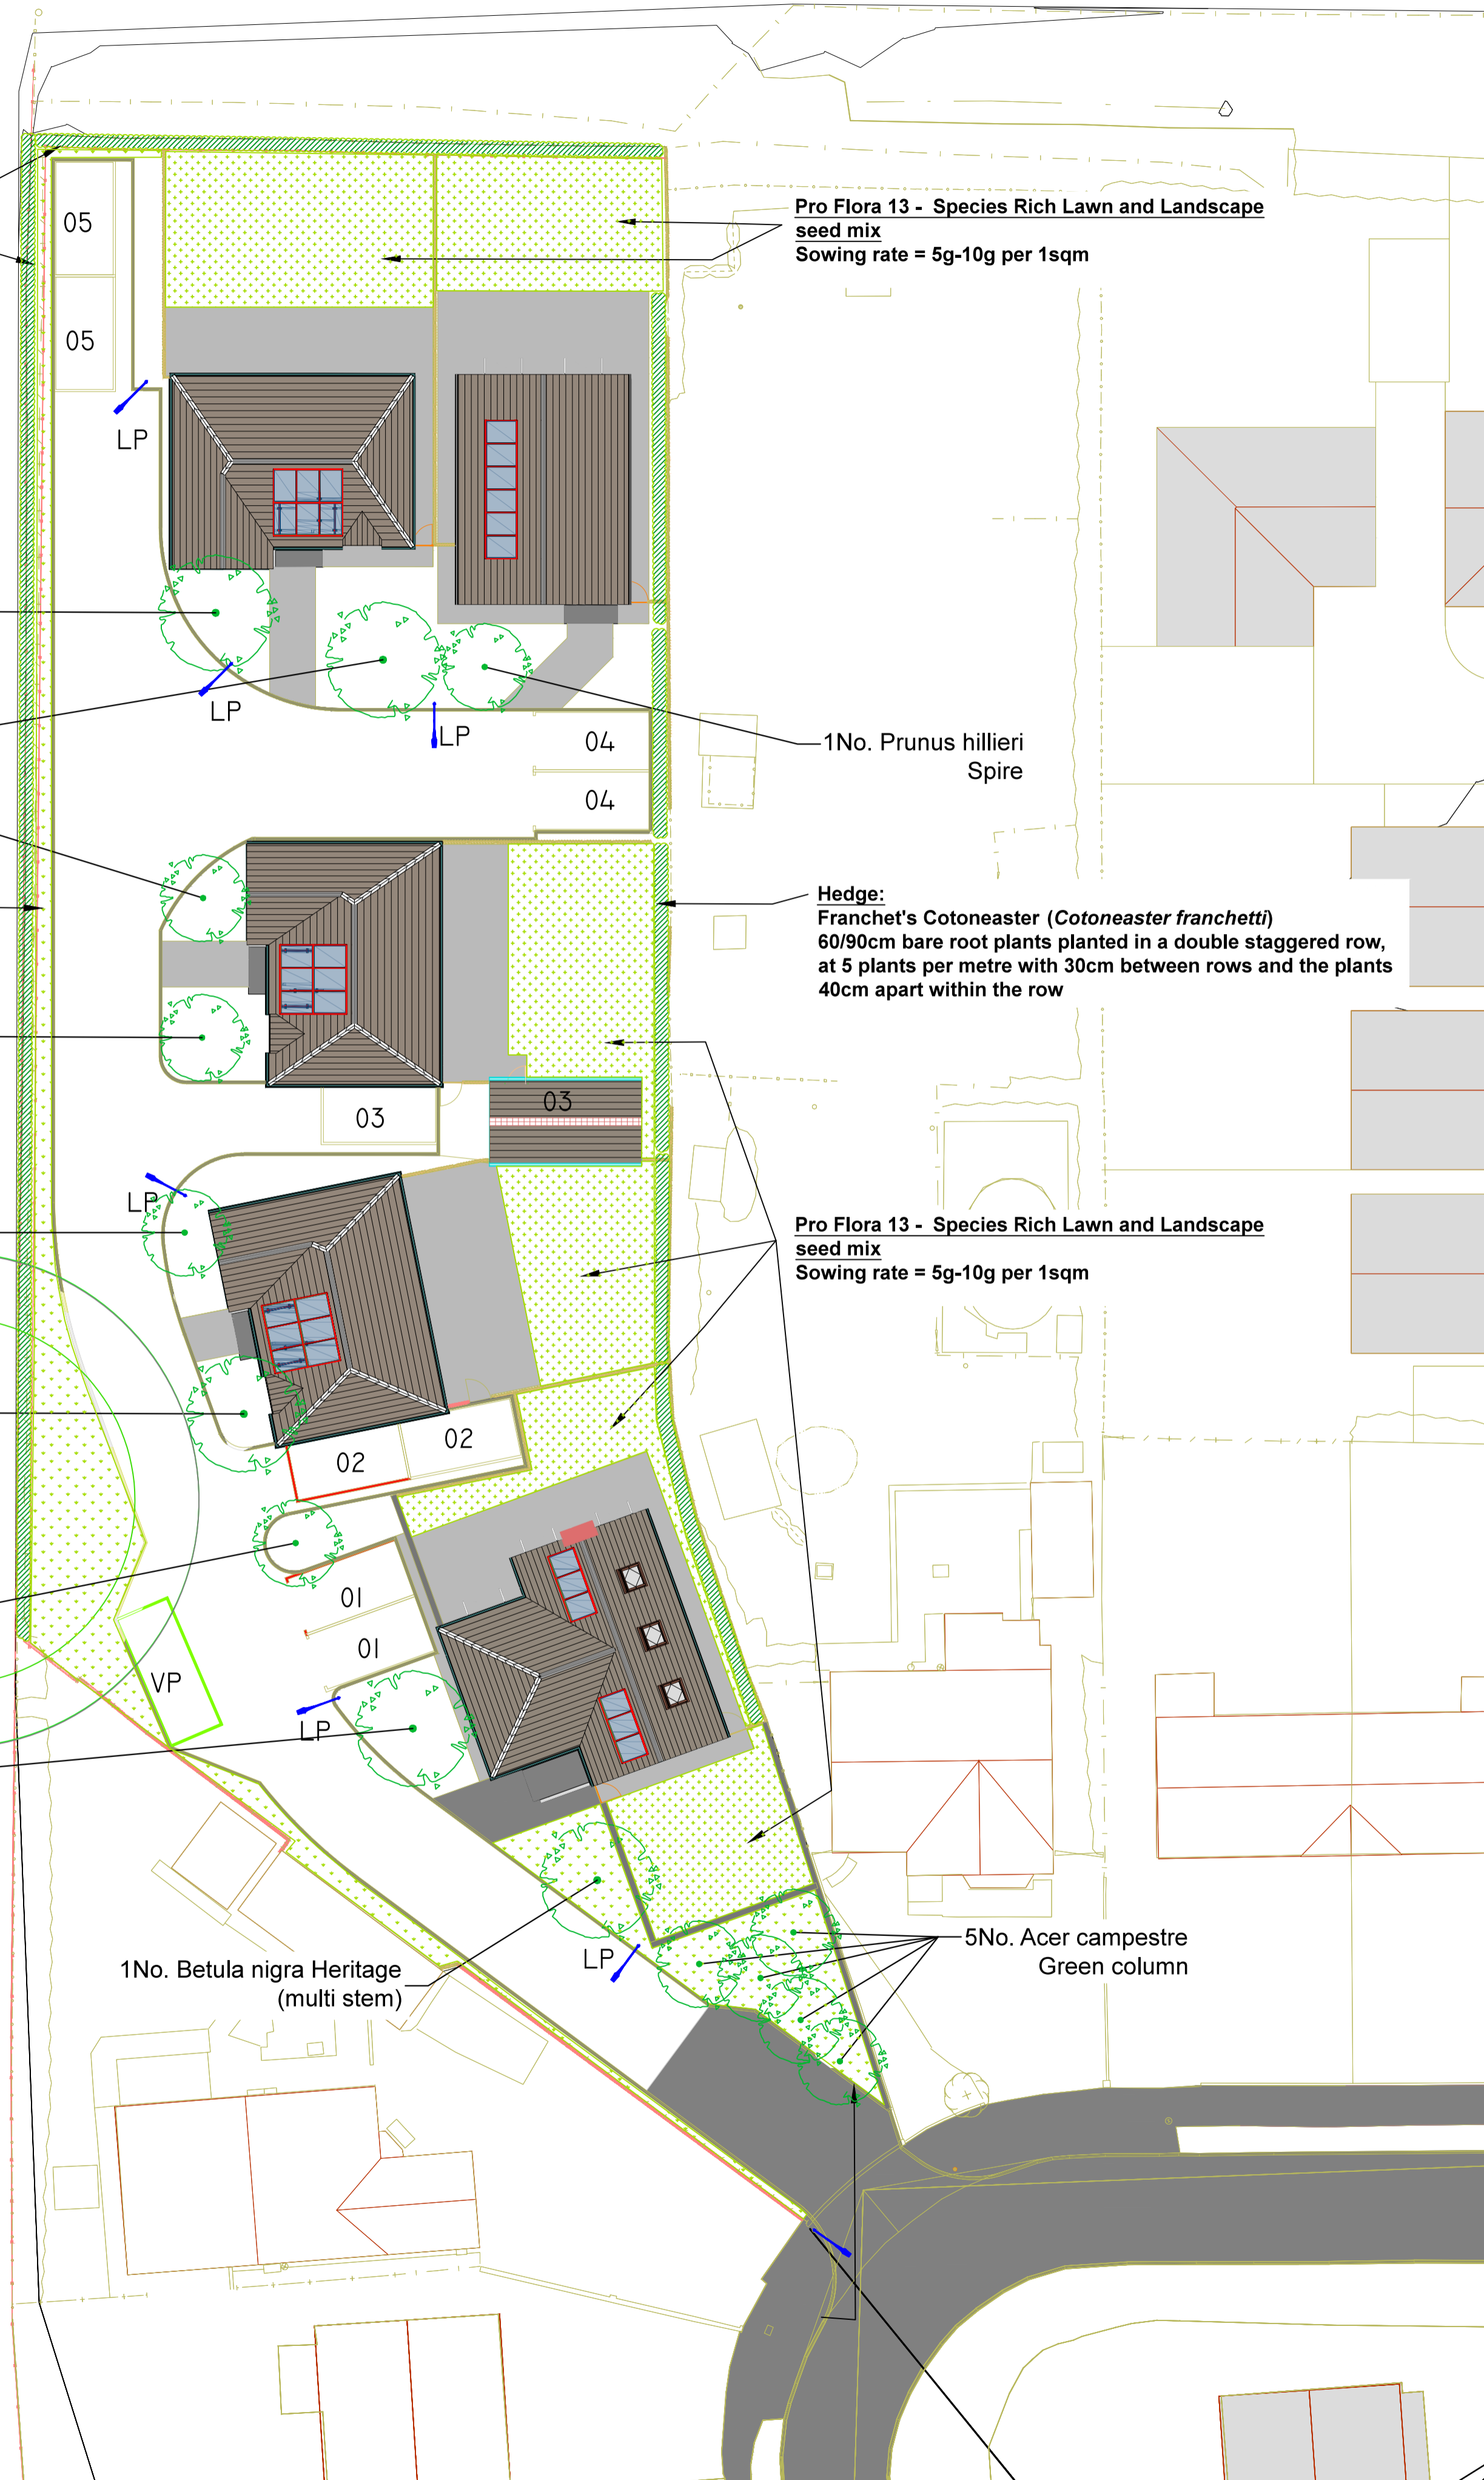 05
Pro Flora 13 - Species Rich Lawn and Landscape
seed mix
Sowing rate = 5g-10g per 1sqm
05
LP
LP
LP
04
1No. Prunus hillieri
Spire
04
Hedge:
Franchet's Cotoneaster (Cotoneaster franchetti)
60/90cm bare root plants planted in a double staggered row,
at 5 plants per metre with 30cm between rows and the plants
40cm apart within the row
03
03
LP
Pro Flora 13 - Species Rich Lawn and Landscape
seed mix
Sowing rate = 5g-10g per 1sqm
02
02
01
01
VP
LP
5No. Acer campestre
Green column
LP
1No. Betula nigra Heritage
(multi stem)